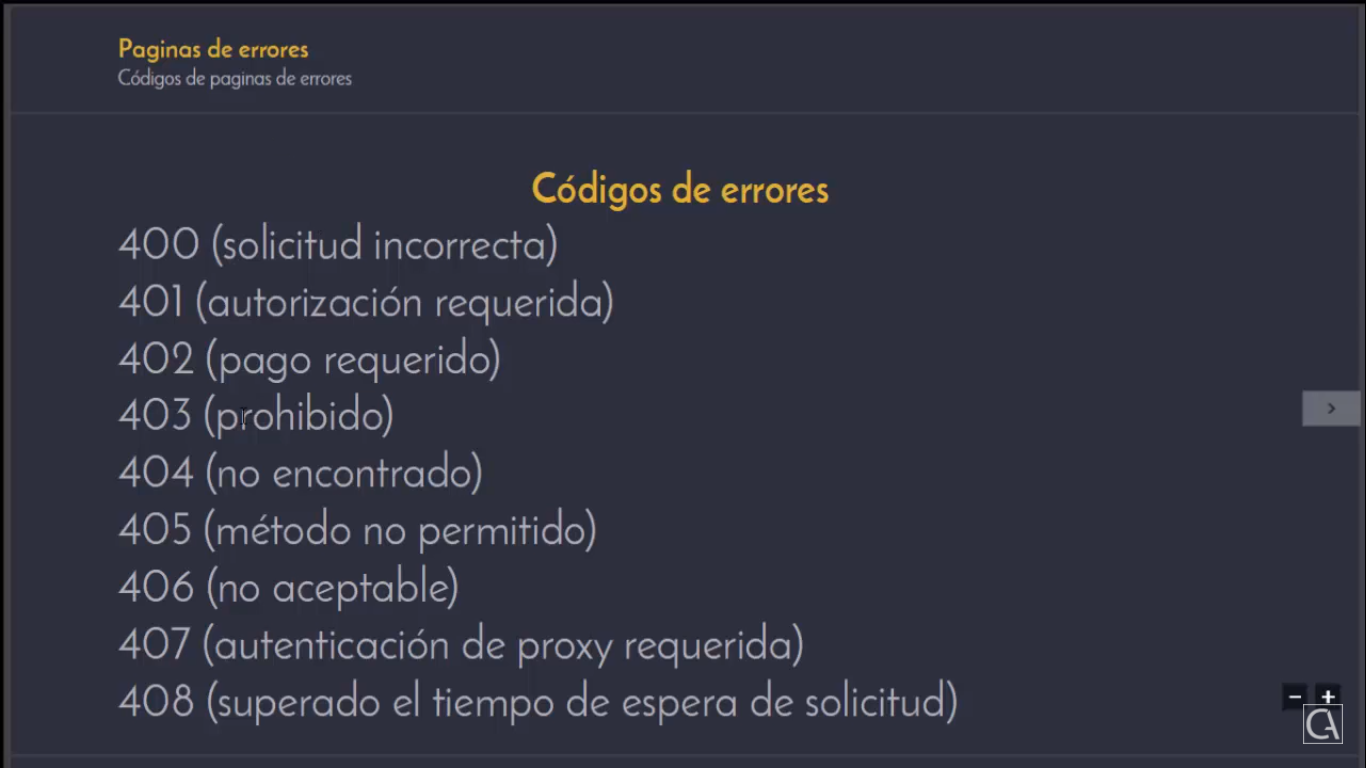 Paginas de errores
Códigos de paginas de errores
Códigos de errores
400 (solicitud incorrecta)
401 (autorización requerida)
402 (pago requerido)
403 (prohibido)
404 (no encontrado)
405 (método no permitido)
406 (no aceptable)
407 (autenticación de proxy requerida)
408 (superado el tiempo de espera de solicitud)
CA